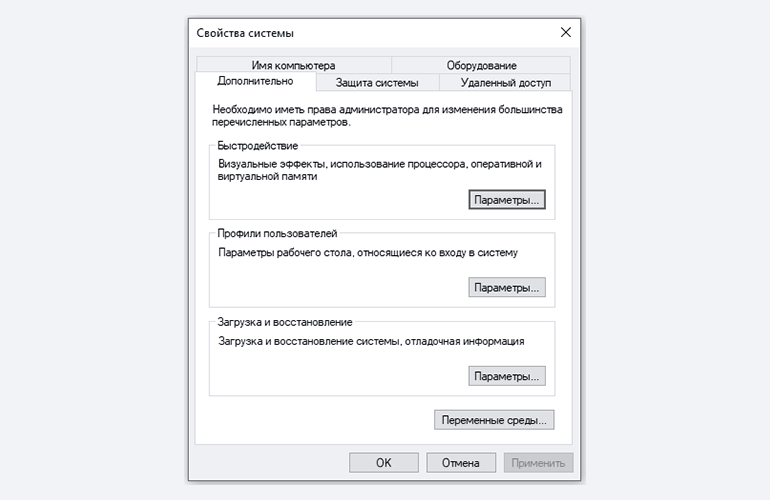 Свойства системы
Имя компьютера
Оборудование
Дополнительно
Защита системы
Удаленный доступ
Необходимо иметь права администратора для изменения большинства
перечисленных параметров.
Быстродействие
Визуальные эффекты, использование процессора, оперативной и
виртуальной памяти
Параметры...
Профили пользователей
Параметры рабочего стола, относящиеся ко входу в систему
Параметры...
Загрузка и восстановление
Загрузка и восстановление системы, отладочная информация
Параметры...
Переменные среды...
ОК
Отмена
Применить